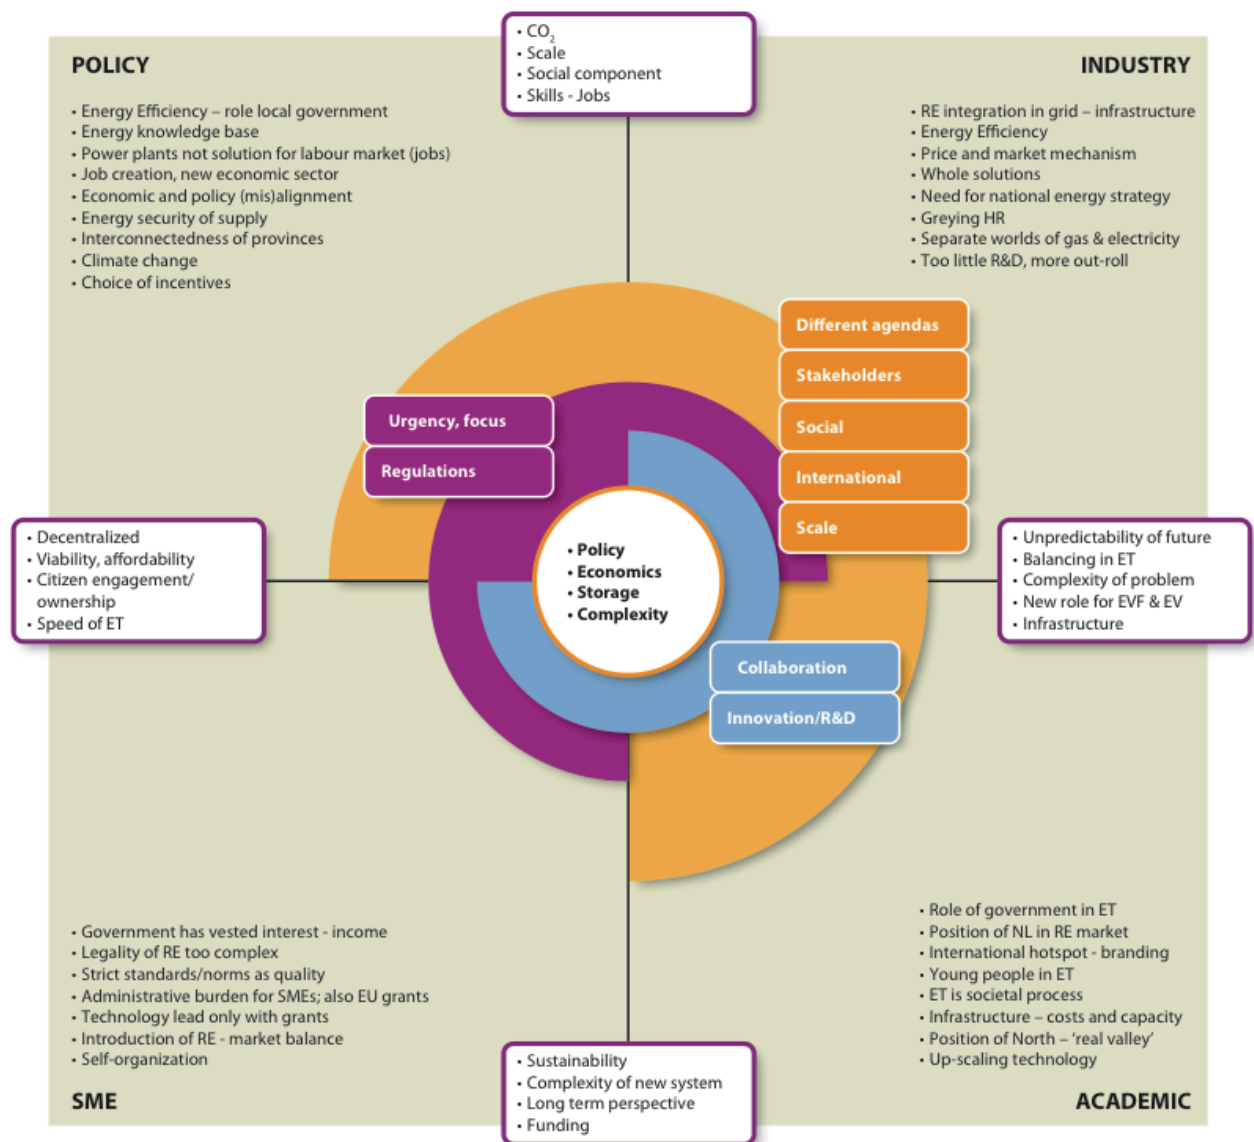 • CO₂
• Scale
• Social component
• Skills - Jobs
POLICY
• Energy Efficiency – role local government
• Energy knowledge base
• Power plants not solution for labour market (jobs)
• Job creation, new economic sector
• Economic and policy (mis)alignment
• Energy security of supply
• Interconnectedness of provinces
• Climate change
• Choice of incentives
INDUSTRY
• RE integration in grid – infrastructure
• Energy Efficiency
• Price and market mechanism
• Whole solutions
• Need for national energy strategy
• Greying HR
• Separate worlds of gas & electricity
• Too little R&D, more out-roll
Different agendas
Stakeholders
Social
International
Scale
Urgency, focus
Regulations
• Decentralized
• Viability, affordability
• Citizen engagement/
ownership
• Speed of ET
• Policy
• Economics
• Storage
• Complexity
• Unpredictability of future
• Balancing in ET
• Complexity of problem
• New role for EVF & EV
• Infrastructure
Collaboration
Innovation/R&D
• Government has vested interest - income
• Legality of RE too complex
• Strict standards/norms as quality
• Administrative burden for SMEs; also EU grants
• Technology lead only with grants
• Introduction of RE - market balance
• Self-organization
SME
• Role of government in ET
• Position of NL in RE market
• International hotspot - branding
• Young people in ET
• ET is societal process
• Infrastructure – costs and capacity
• Position of North – ‘real valley’
• Up-scaling technology
ACADEMIC
• Sustainability
• Complexity of new system
• Long term perspective
• Funding